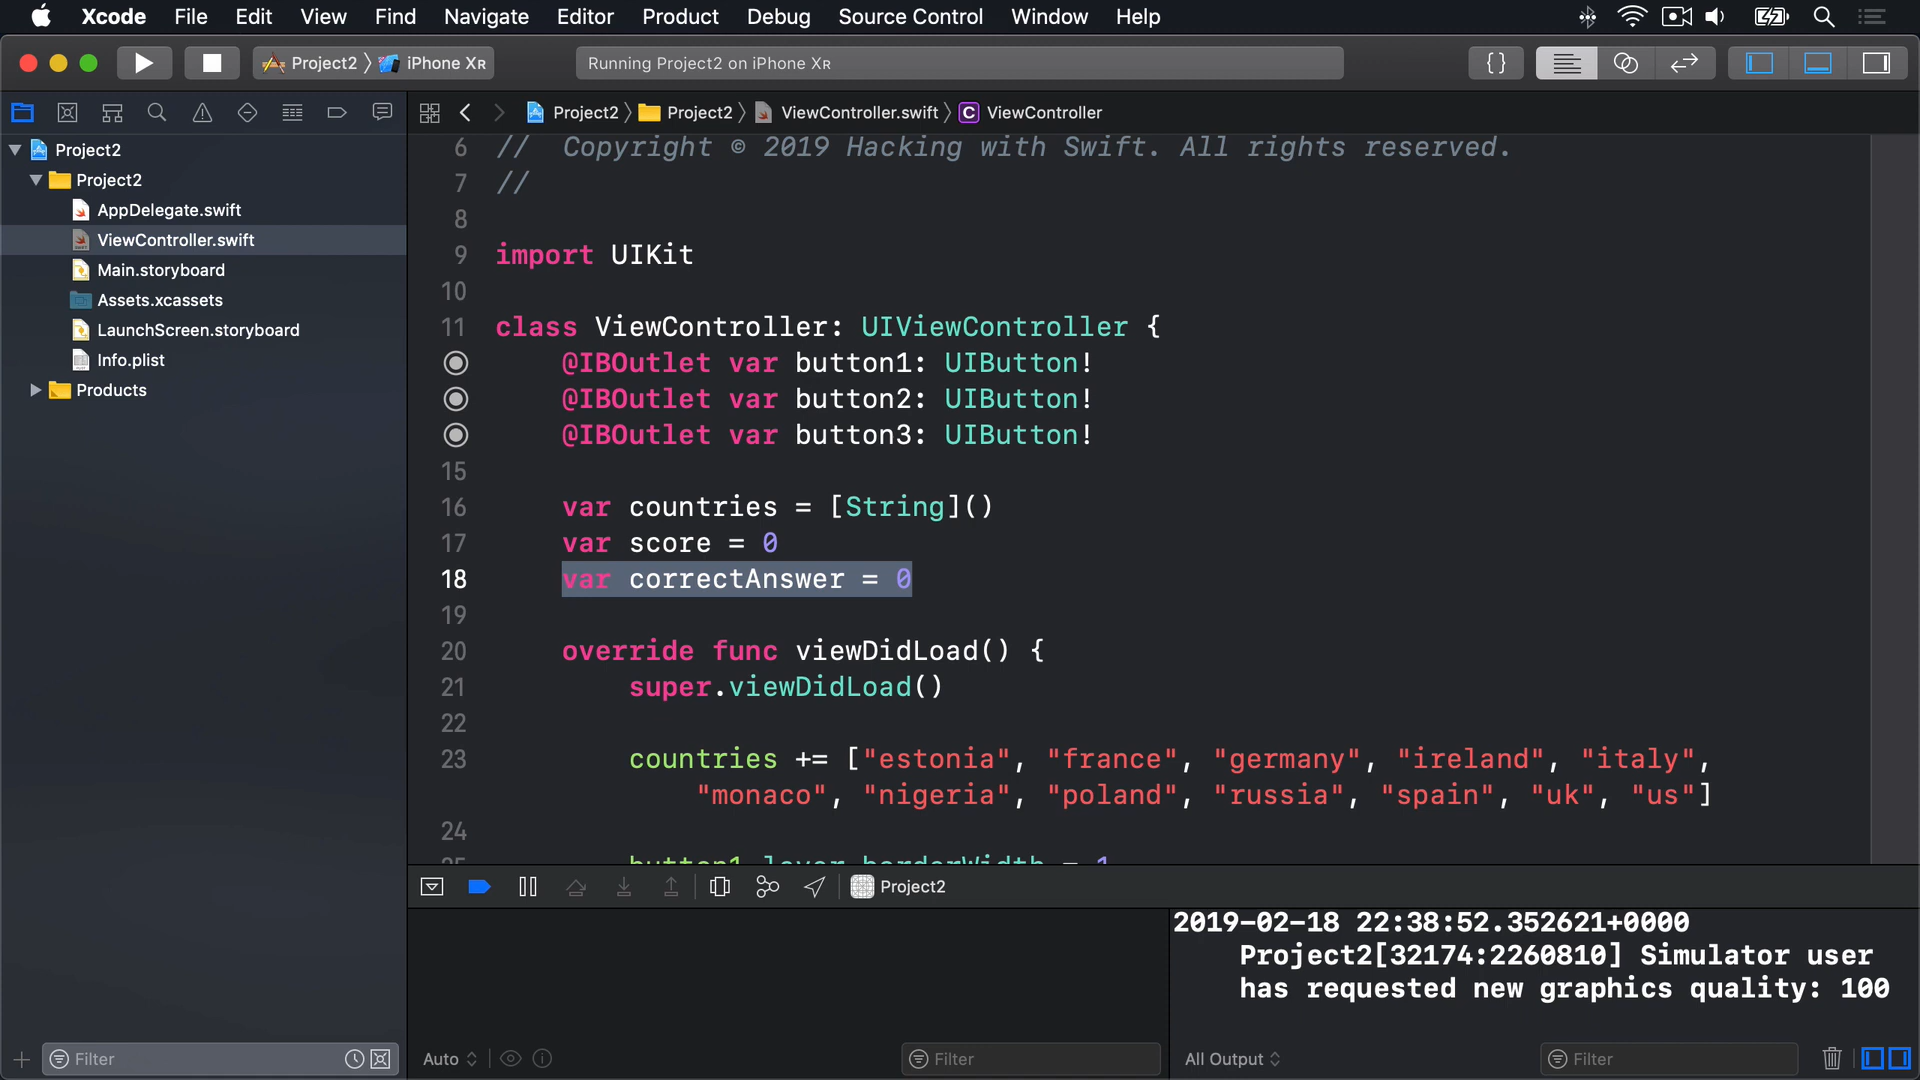 Xcode File Edit View Find Navigate Editor Product Debug Source Control Window Help
Project2 〉 iPhone Xʀ
Running Project2 on iPhone Xʀ
{}
Project2 〉 Project2 〉 ViewController.swift 〉 C ViewController
Project2
Project2
AppDelegate.swift
ViewController.swift
Main.storyboard
Assets.xcassets
LaunchScreen.storyboard
Info.plist
Products
6 //  Copyright © 2019 Hacking with Swift. All rights reserved.
7 //
8
9 import UIKit
10
11 class ViewController: UIViewController {
@IBOutlet var button1: UIButton!
@IBOutlet var button2: UIButton!
@IBOutlet var button3: UIButton!
15
16 var countries = [String]()
17 var score = 0
18 var correctAnswer = 0
19
20 override func viewDidLoad() {
21 super.viewDidLoad()
22
23 countries += ["estonia", "france", "germany", "ireland", "italy",
"monaco", "nigeria", "poland", "russia", "spain", "uk", "us"]
24
25 button1.layer.borderWidth = 1
Project2
2019-02-18 22:38:52.352621+0000
Project2[32174:2260810] Simulator user
has requested new graphics quality: 100
Filter
Auto
Filter
All Output
Filter